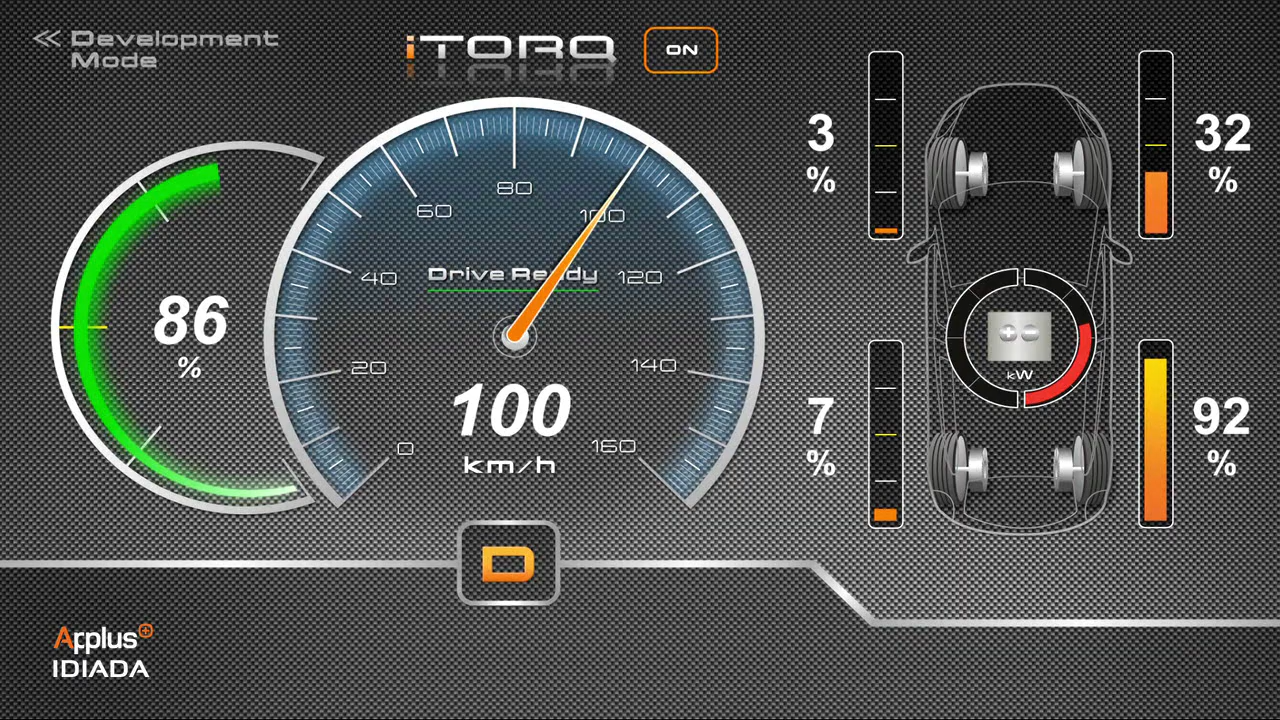 Development
Mode
iTORQ
ON
3
%
32
%
80
60
100
40
Drive Ready
120
86
%
20
140
kW
100
km/h
0
160
7
%
92
%
D
Applus+
IDIADA